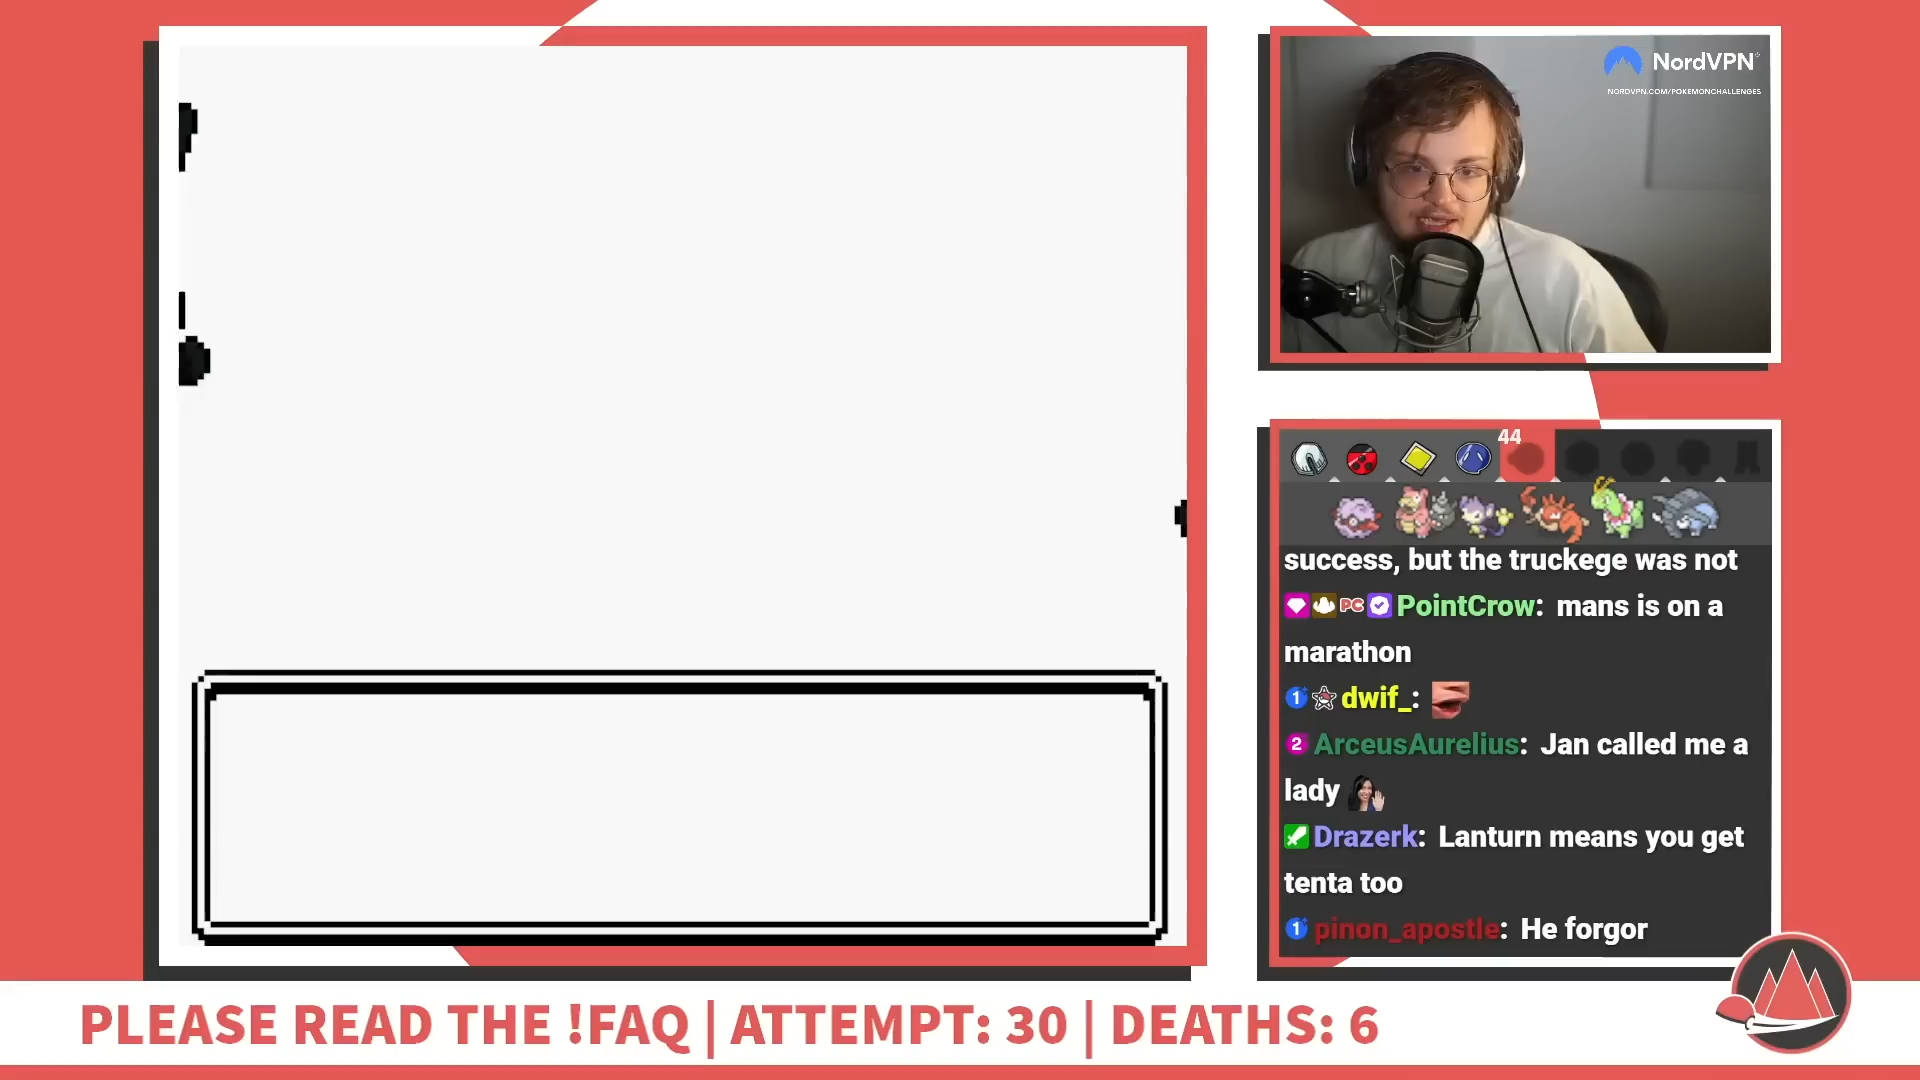 NordVPN
NORDVPN.COM/POKEMONCHALLENGES
44
success, but the truckege was not
PC PointCrow: mans is on a
marathon
1 dwif_:
2 ArceusAurelius: Jan called me a
lady
Drazerk: Lanturn means you get
tenta too
1 pinon_apostle: He forgor
PLEASE READ THE !FAQ | ATTEMPT: 30 | DEATHS: 6